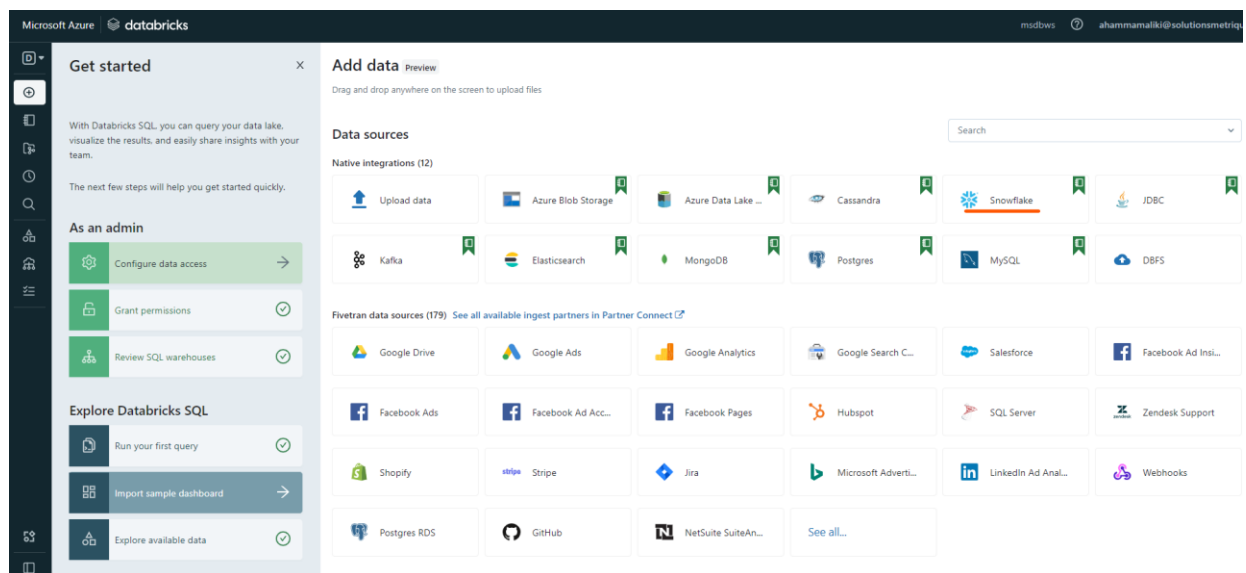 Microsoft Azure databricks
msdbws ahammamaliki@solutionsmetriqu
D
Get started
With Databricks SQL, you can query your data lake,
visualize the results, and easily share insights with your
team.
The next few steps will help you get started quickly.
As an admin
Configure data access
Grant permissions
Review SQL warehouses
Explore Databricks SQL
Run your first query
Import sample dashboard
Explore available data
Add data Preview
Drag and drop anywhere on the screen to upload files
Data sources
Search
Native integrations (12)
Upload data
Azure Blob Storage
Azure Data Lake ...
Cassandra
Snowflake
JDBC
Kafka
Elasticsearch
MongoDB
Postgres
MySQL
DBFS
Fivetran data sources (179) See all available ingest partners in Partner Connect
Google Drive
Google Ads
Google Analytics
Google Search C...
Salesforce
Facebook Ad Insi...
Facebook Ads
Facebook Ad Acc...
Facebook Pages
Hubspot
SQL Server
zendesk Zendesk Support
Shopify
stripe Stripe
Jira
Microsoft Adverti...
LinkedIn Ad Anal...
Webhooks
Postgres RDS
GitHub
NetSuite SuiteAn...
See all...